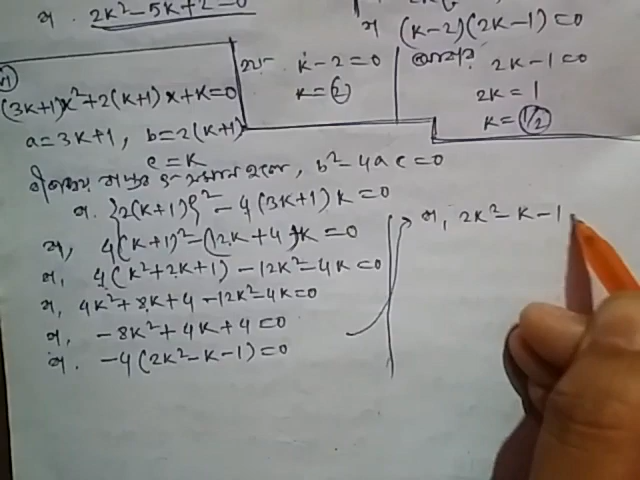 বা, 2k²-5k+2=0
বা (k-2)(2k-1)=0
হয়- k-2=0
k=2
অথবা 2k-1=0
2k=1
k=1/2
(3k+1)x²+2(k+1)x+k=0
a=3k+1, b=2(k+1)
c=k
হলে, b²-4ac=0
বা, {2(k+1)}²-4(3k+1)k=0
বা, 4(k+1)²-(12k+4)k=0
বা, 4(k²+2k+1)-12k²-4k=0
বা, 4k²+8k+4-12k²-4k=0
বা, -8k²+4k+4=0
বা, -4(2k²-k-1)=0
বা, 2k²-k-1